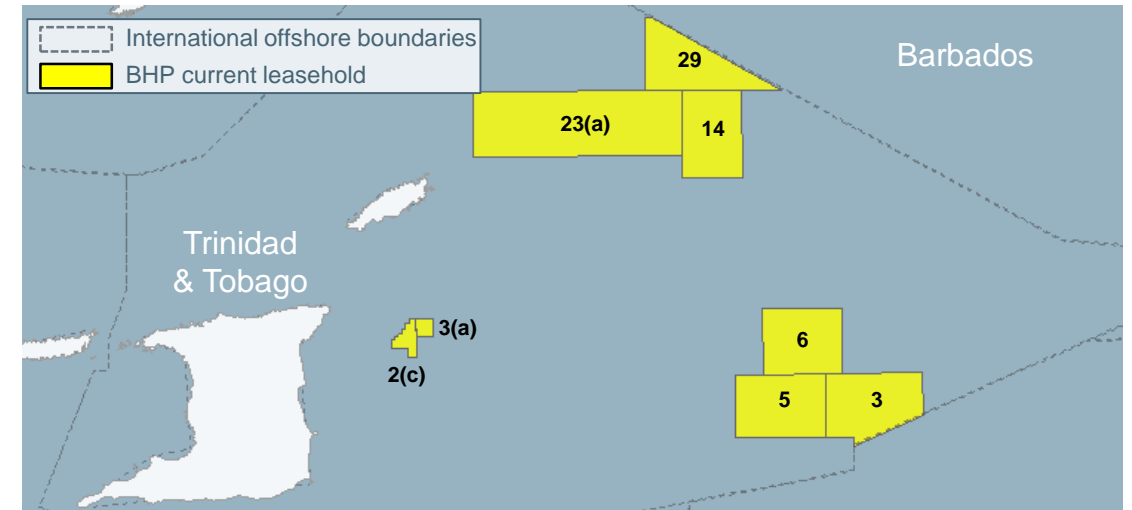 International offshore boundaries
BHP current leasehold
Barbados
29
23(a)
14
Trinidad
& Tobago
3(a)
2(c)
6
5
3